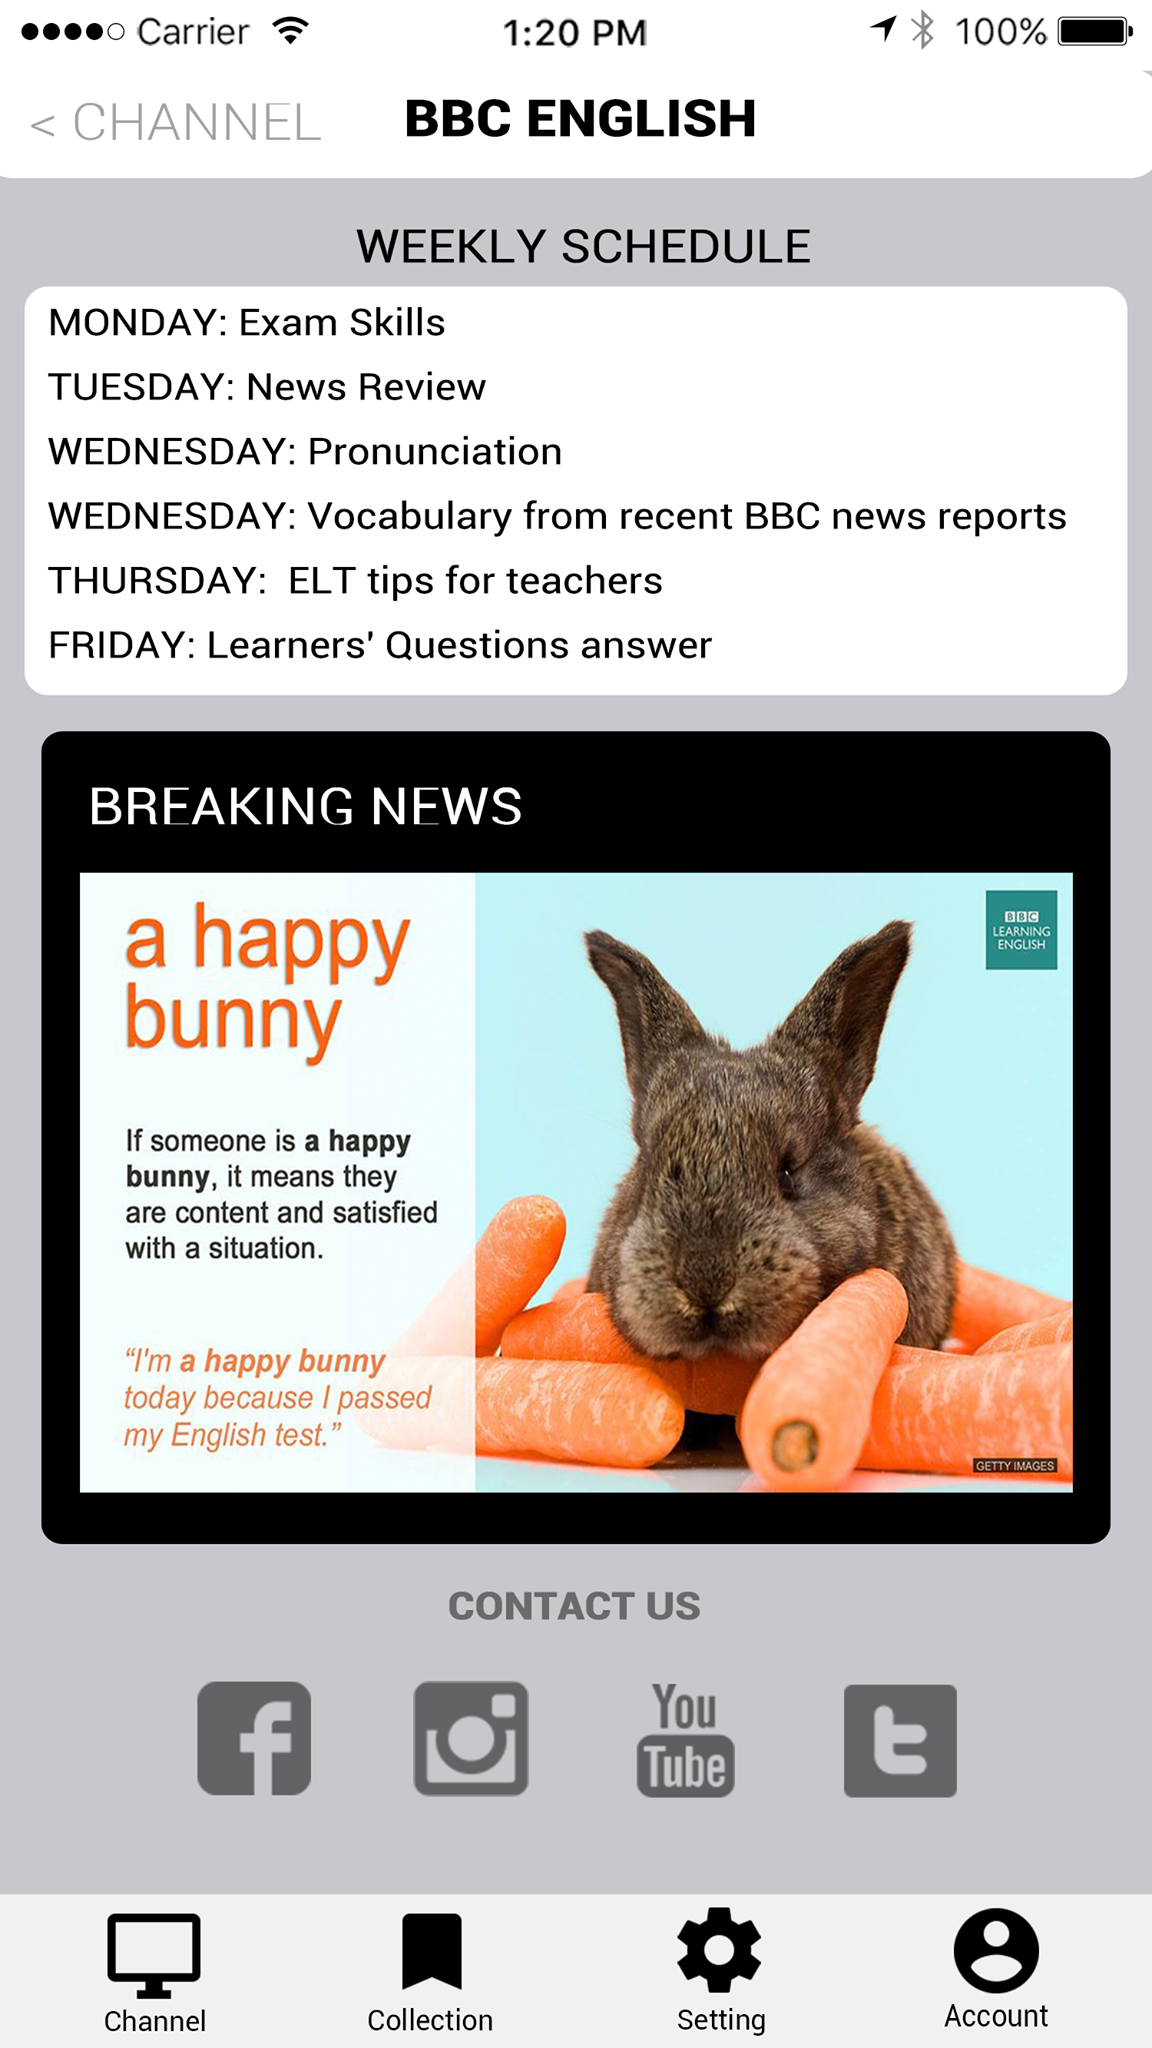 Carrier 1:20 PM 100%
< CHANNEL BBC ENGLISH
WEEKLY SCHEDULE
MONDAY: Exam Skills
TUESDAY: News Review
WEDNESDAY: Pronunciation
WEDNESDAY: Vocabulary from recent BBC news reports
THURSDAY:  ELT tips for teachers
FRIDAY: Learners' Questions answer
BREAKING NEWS
a happy
bunny
BBC
LEARNING
ENGLISH
If someone is a happy
bunny, it means they
are content and satisfied
with a situation.
“I'm a happy bunny
today because I passed
my English test.”
GETTY IMAGES
CONTACT US
You
Tube
Channel Collection Setting Account